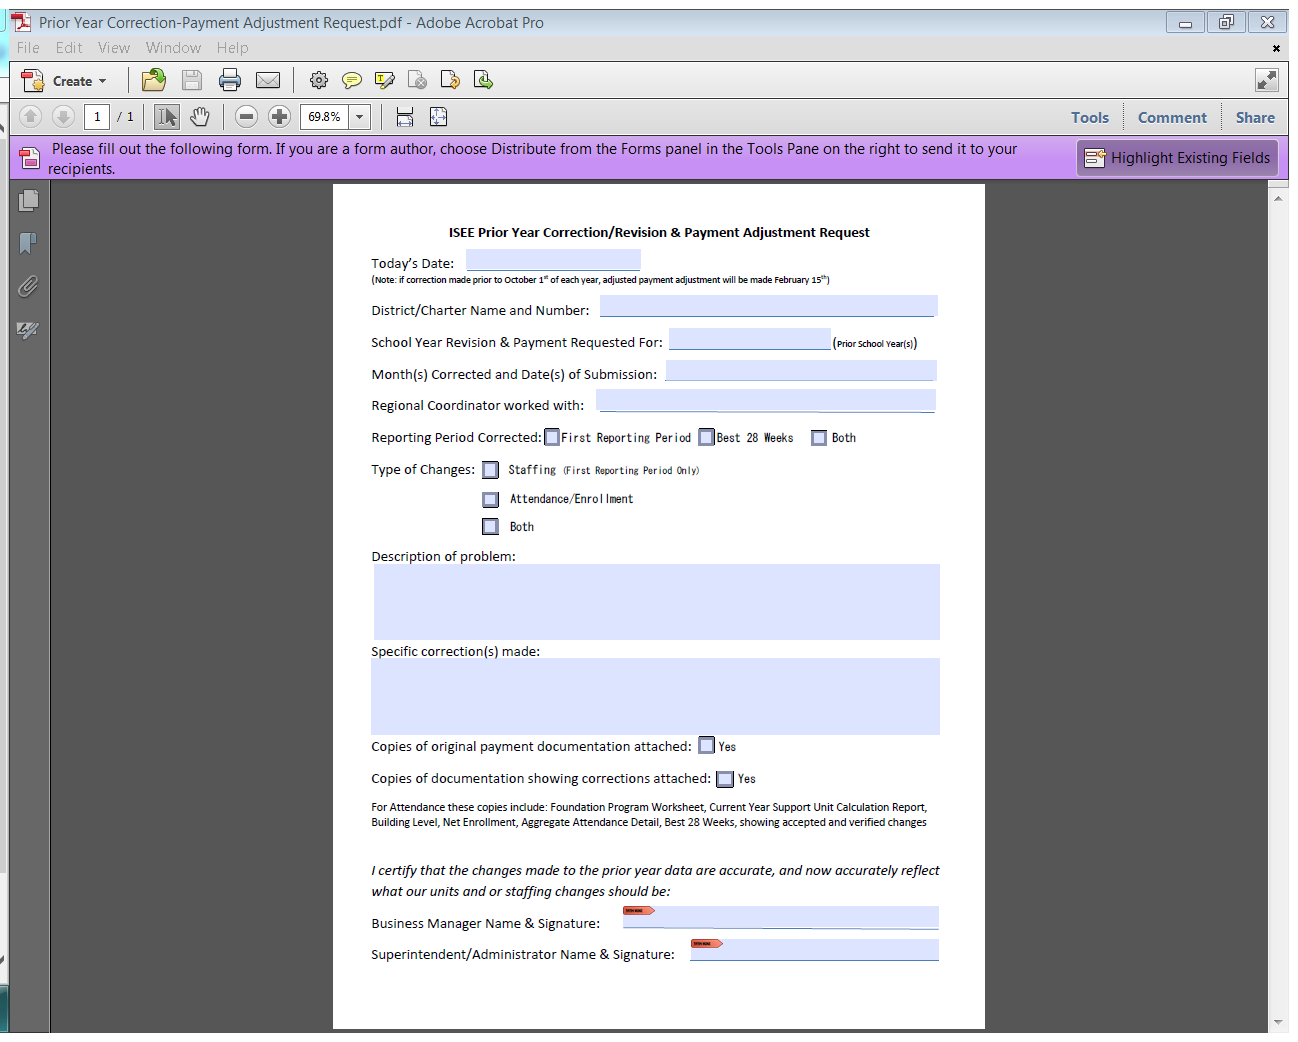 Prior Year Correction-Payment Adjustment Request.pdf - Adobe Acrobat Pro
File Edit View Window Help
Create
1 / 1 69.8% Tools Comment Share
Please fill out the following form. If you are a form author, choose Distribute from the Forms panel in the Tools Pane on the right to send it to your
recipients.
Highlight Existing Fields
ISEE Prior Year Correction/Revision & Payment Adjustment Request
Today's Date:
(Note: if correction made prior to October 1st of each year, adjusted payment adjustment will be made February 15th)
District/Charter Name and Number:
School Year Revision & Payment Requested For: (Prior School Year(s))
Month(s) Corrected and Date(s) of Submission:
Regional Coordinator worked with:
Reporting Period Corrected: First Reporting Period Best 28 Weeks Both
Type of Changes: Staffing (First Reporting Period Only)
Attendance/Enrollment
Both
Description of problem:
Specific correction(s) made:
Copies of original payment documentation attached: Yes
Copies of documentation showing corrections attached: Yes
For Attendance these copies include: Foundation Program Worksheet, Current Year Support Unit Calculation Report,
Building Level, Net Enrollment, Aggregate Attendance Detail, Best 28 Weeks, showing accepted and verified changes
I certify that the changes made to the prior year data are accurate, and now accurately reflect
what our units and or staffing changes should be:
Business Manager Name & Signature:
Superintendent/Administrator Name & Signature: